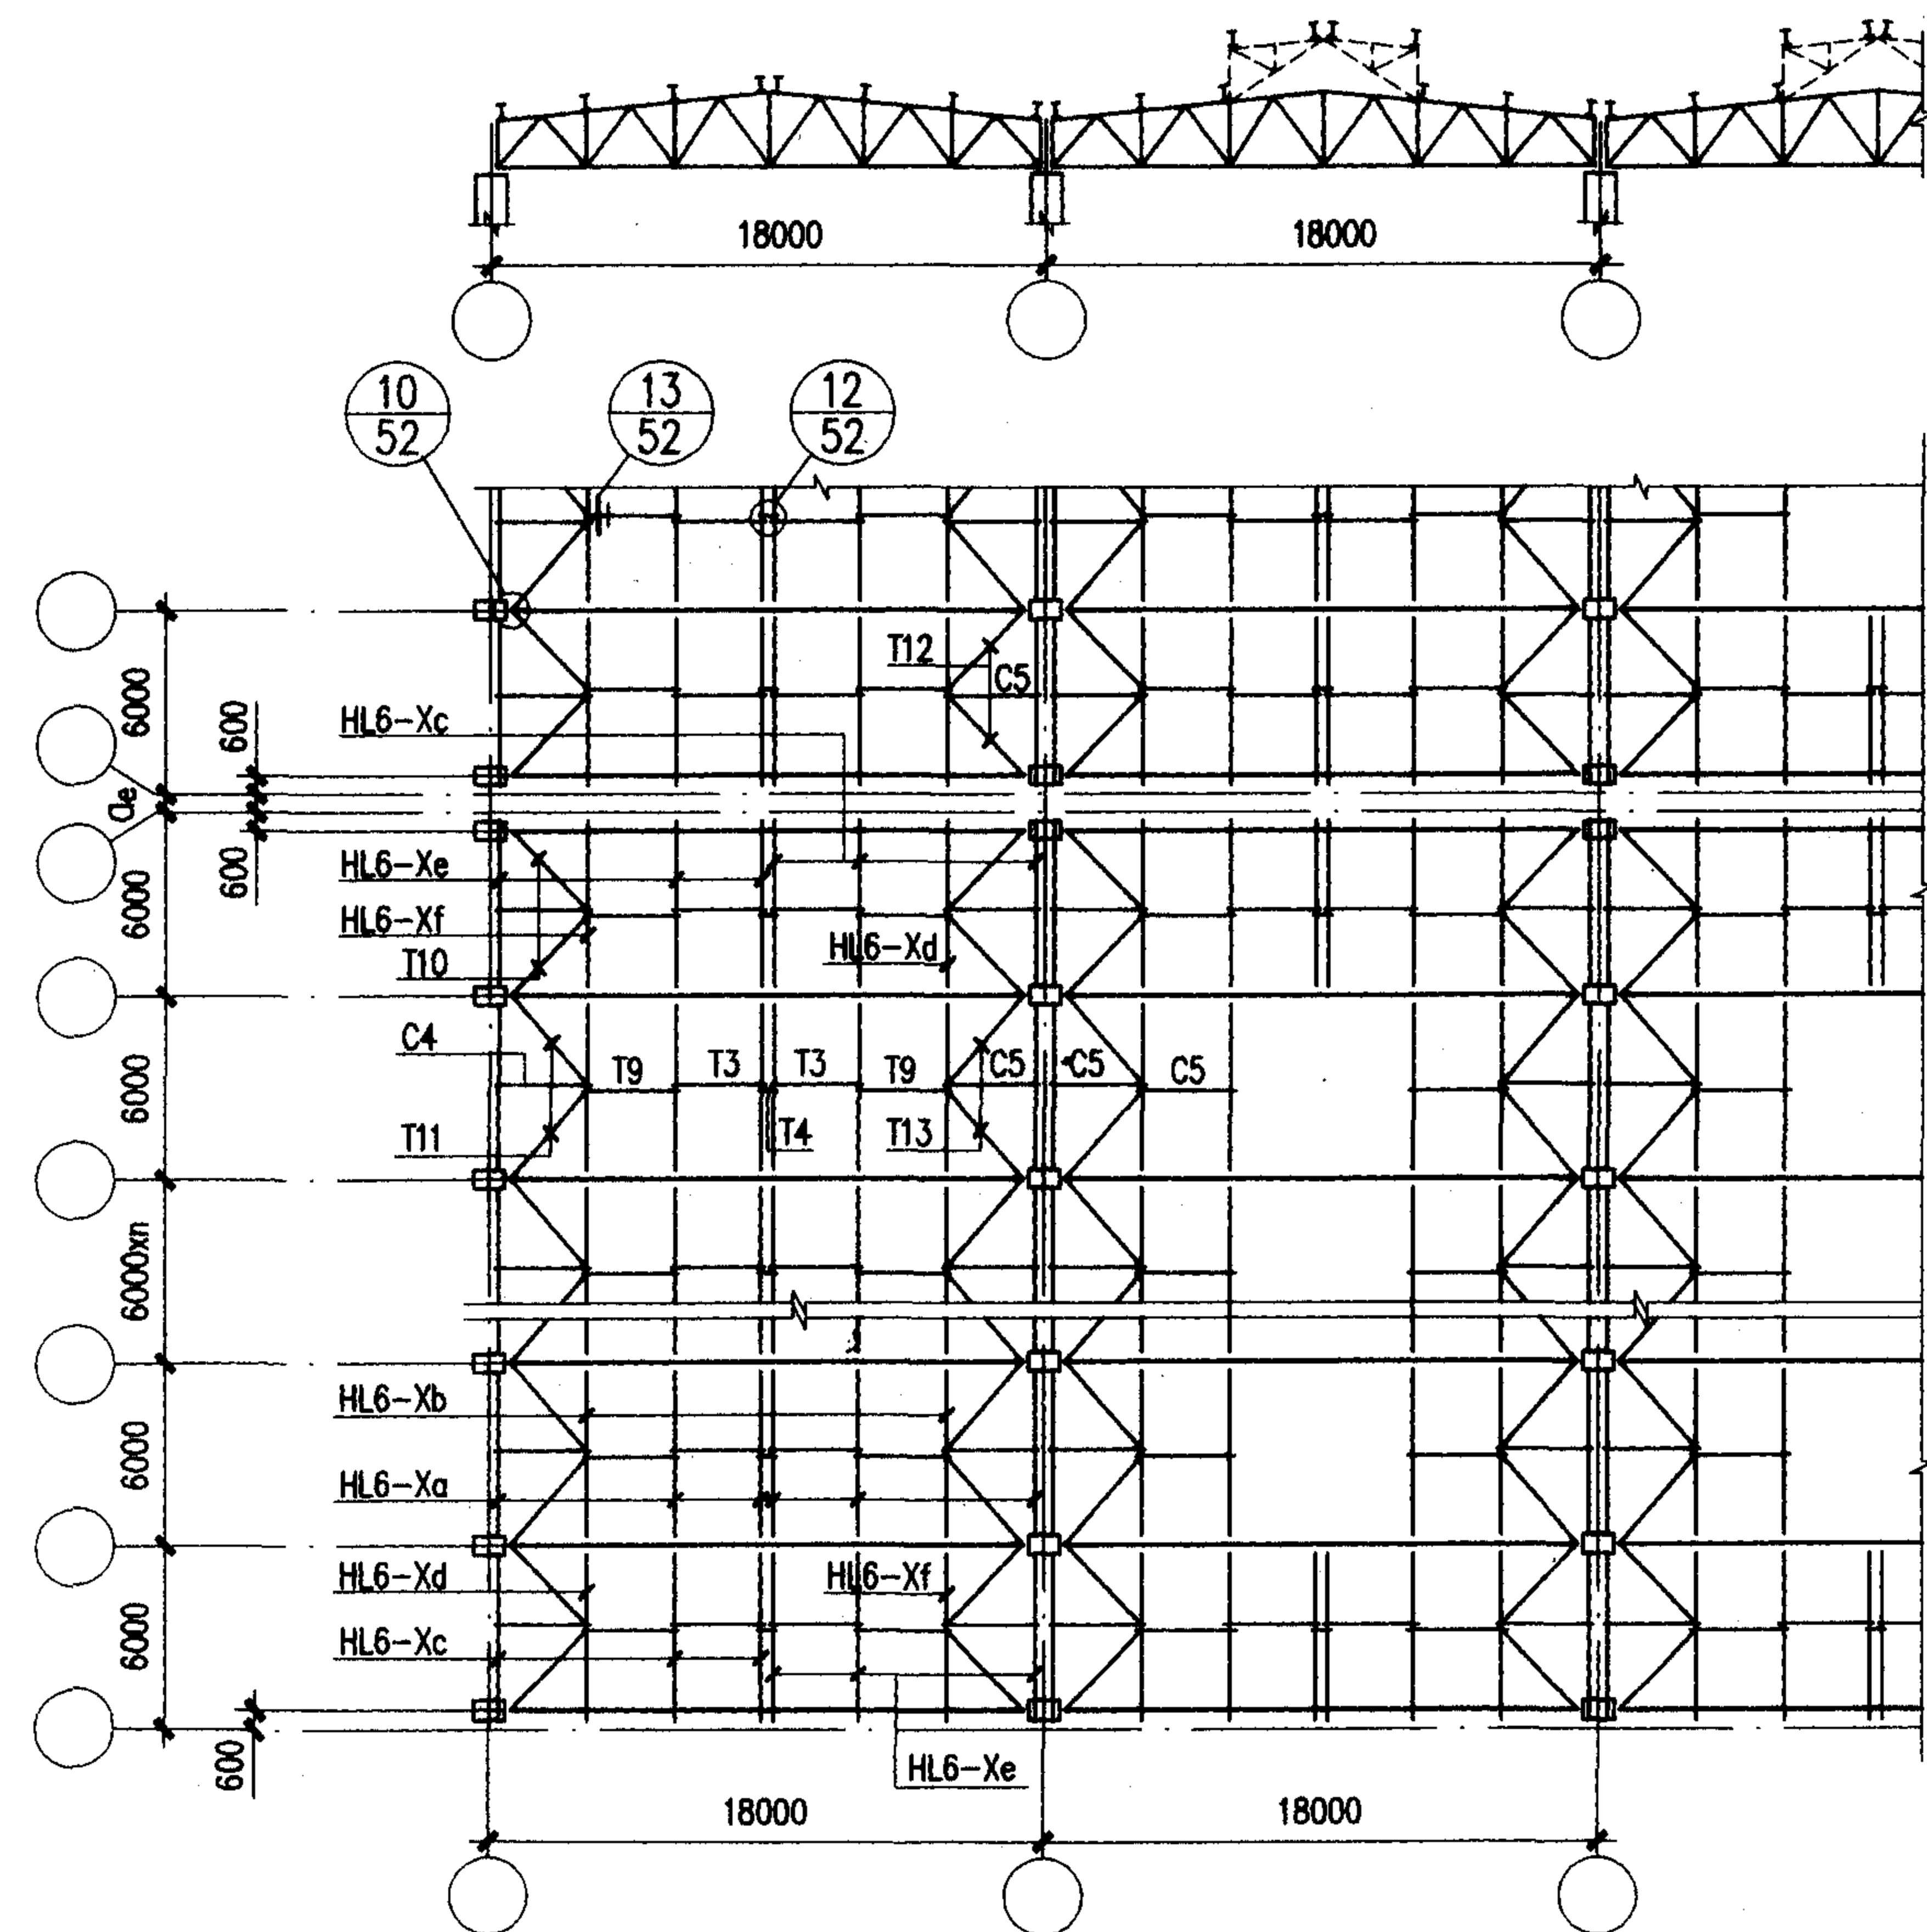 18000
18000
10
52
13
52
12
52
6000
600
HL6-Xc
T12
C5
ae
600
HL6-Xe
HL6-Xf
T10
6000
HL6-Xd
C4
T9
T3
T3
T9
C5
C5
C5
6000
T11
T4
T13
6000xn
HL6-Xb
6000
HL6-Xa
HL6-Xd
HL6-Xf
HL6-Xc
6000
600
HL6-Xe
18000
18000